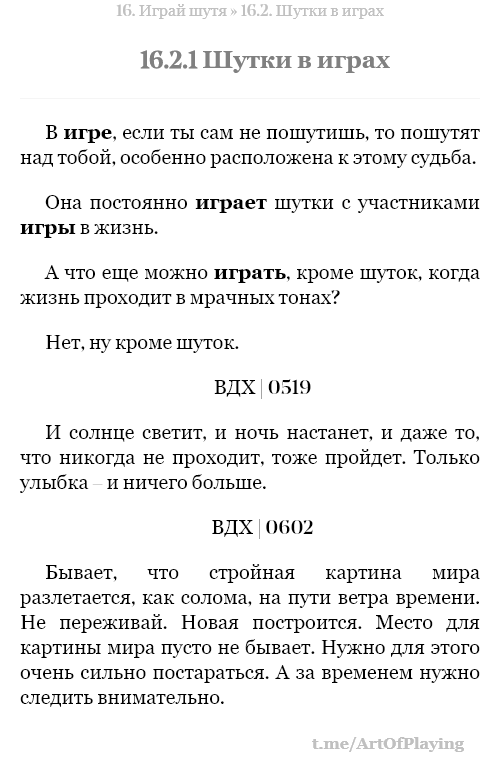 16. Играй шутя » 16.2. Шутки в играх
16.2.1 Шутки в играх
В игре, если ты сам не пошутишь, то пошутят
над тобой, особенно расположена к этому судьба.
Она постоянно играет шутки с участниками
игры в жизнь.
А что еще можно играть, кроме шуток, когда
жизнь проходит в мрачных тонах?
Нет, ну кроме шуток.
ВДХ | 0519
И солнце светит, и ночь настанет, и даже то,
что никогда не проходит, тоже пройдет. Только
улыбка – и ничего больше.
ВДХ | 0602
Бывает, что стройная картина мира
разлетается, как солома, на пути ветра времени.
Не переживай. Новая построится. Место для
картины мира пусто не бывает. Нужно для этого
очень сильно постараться. А за временем нужно
следить внимательно.
t.me/ArtOfPlaying